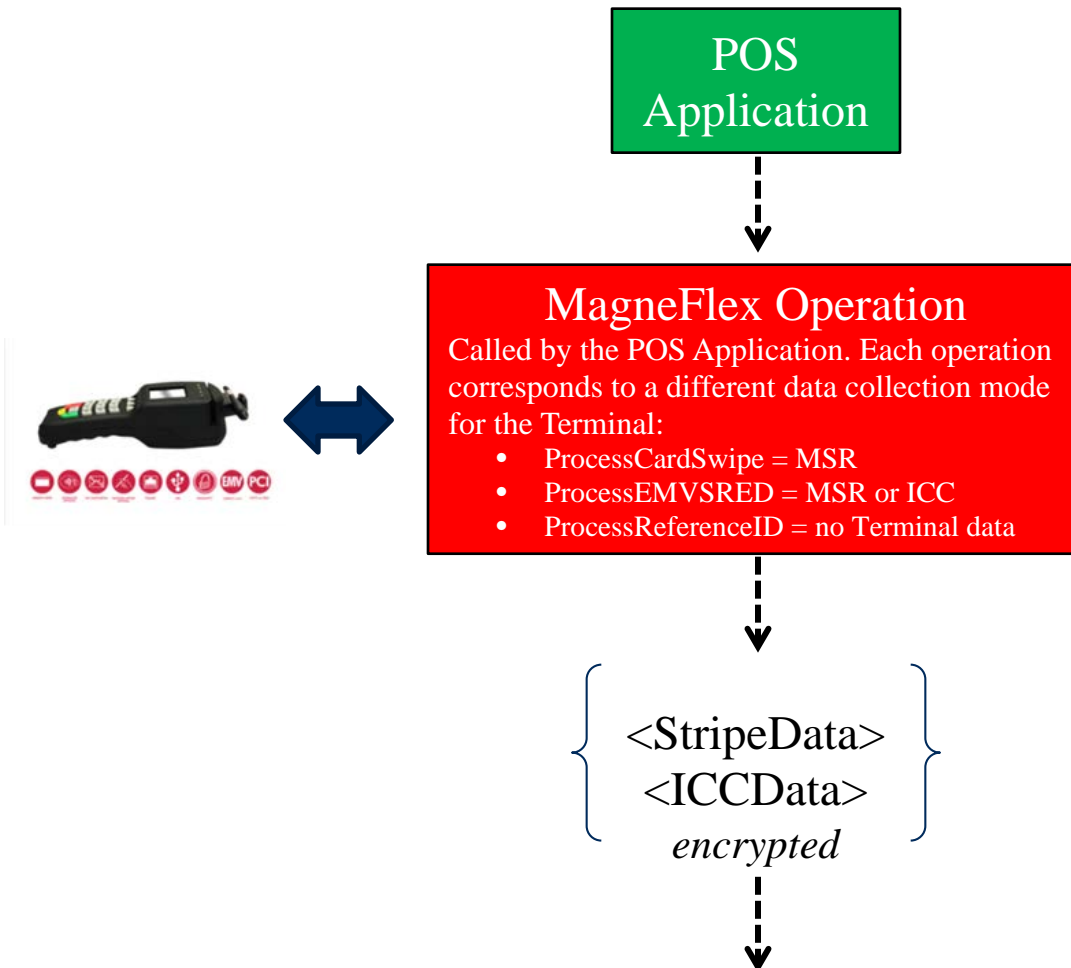 POS
Application
MagneFlex Operation
Called by the POS Application. Each operation
corresponds to a different data collection mode
for the Terminal:
• ProcessCardSwipe = MSR
• ProcessEMVSRED = MSR or ICC
• ProcessReferenceID = no Terminal data
EMV PCI
<StripeData>
<ICCData>
encrypted